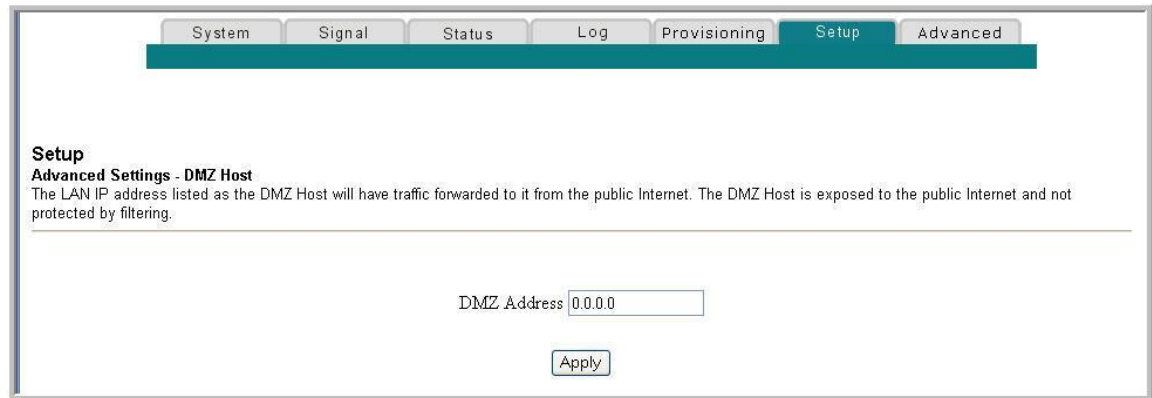 System Signal Status Log Provisioning Setup Advanced
Setup
Advanced Settings - DMZ Host
The LAN IP address listed as the DMZ Host will have traffic forwarded to it from the public Internet. The DMZ Host is exposed to the public Internet and not
protected by filtering.
DMZ Address 0.0.0.0
Apply